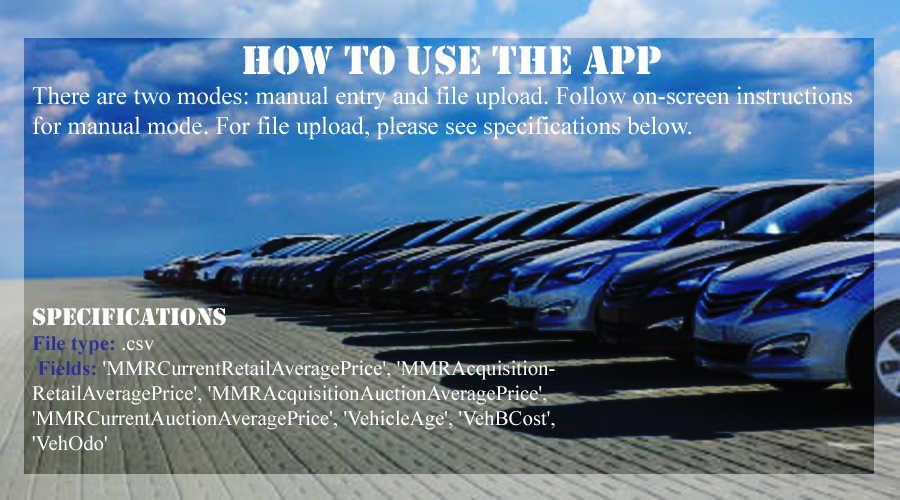 HOW TO USE THE APP
There are two modes: manual entry and file upload. Follow on-screen instructions
for manual mode. For file upload, please see specifications below.
SPECIFICATIONS
File type: .csv
Fields: 'MMRCurrentRetailAveragePrice', 'MMRAcquisition-
RetailAveragePrice', 'MMRAcquisitionAuctionAveragePrice',
'MMRCurrentAuctionAveragePrice', 'VehicleAge', 'VehBCost',
'VehOdo'